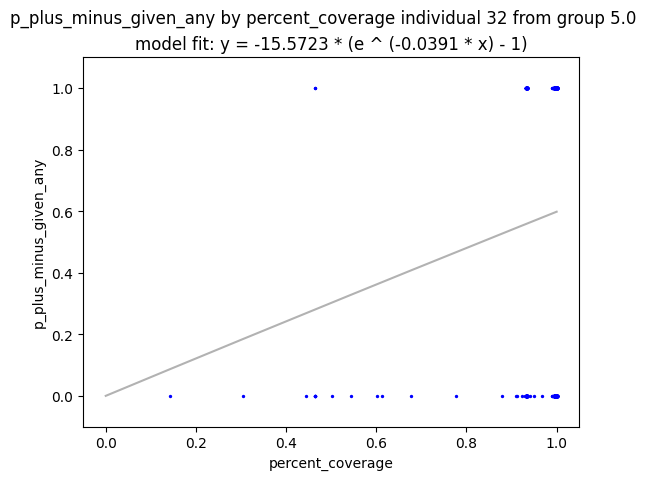 p_plus_minus_given_any by percent_coverage individual 32 from group 5.0
model fit: y = -15.5723 * (e ^ (-0.0391 * x) - 1)
1.0
0.8
0.6
0.4
0.2
0.0
p_plus_minus_given_any
0.0 0.2 0.4 0.6 0.8 1.0
percent_coverage